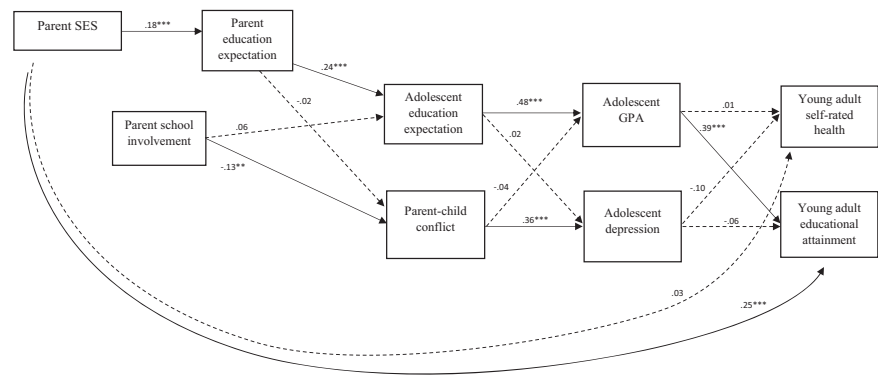 Parent SES
.18***
Parent
education
expectation
.24***
-.02
Parent school
involvement
.06
-.13**
Adolescent
education
expectation
.48***
.02
Parent-child
conflict
-.04
.36***
Adolescent
GPA
.01
.39***
Adolescent
depression
-.10
-.06
Young adult
self-rated
health
Young adult
educational
attainment
.03
.25***